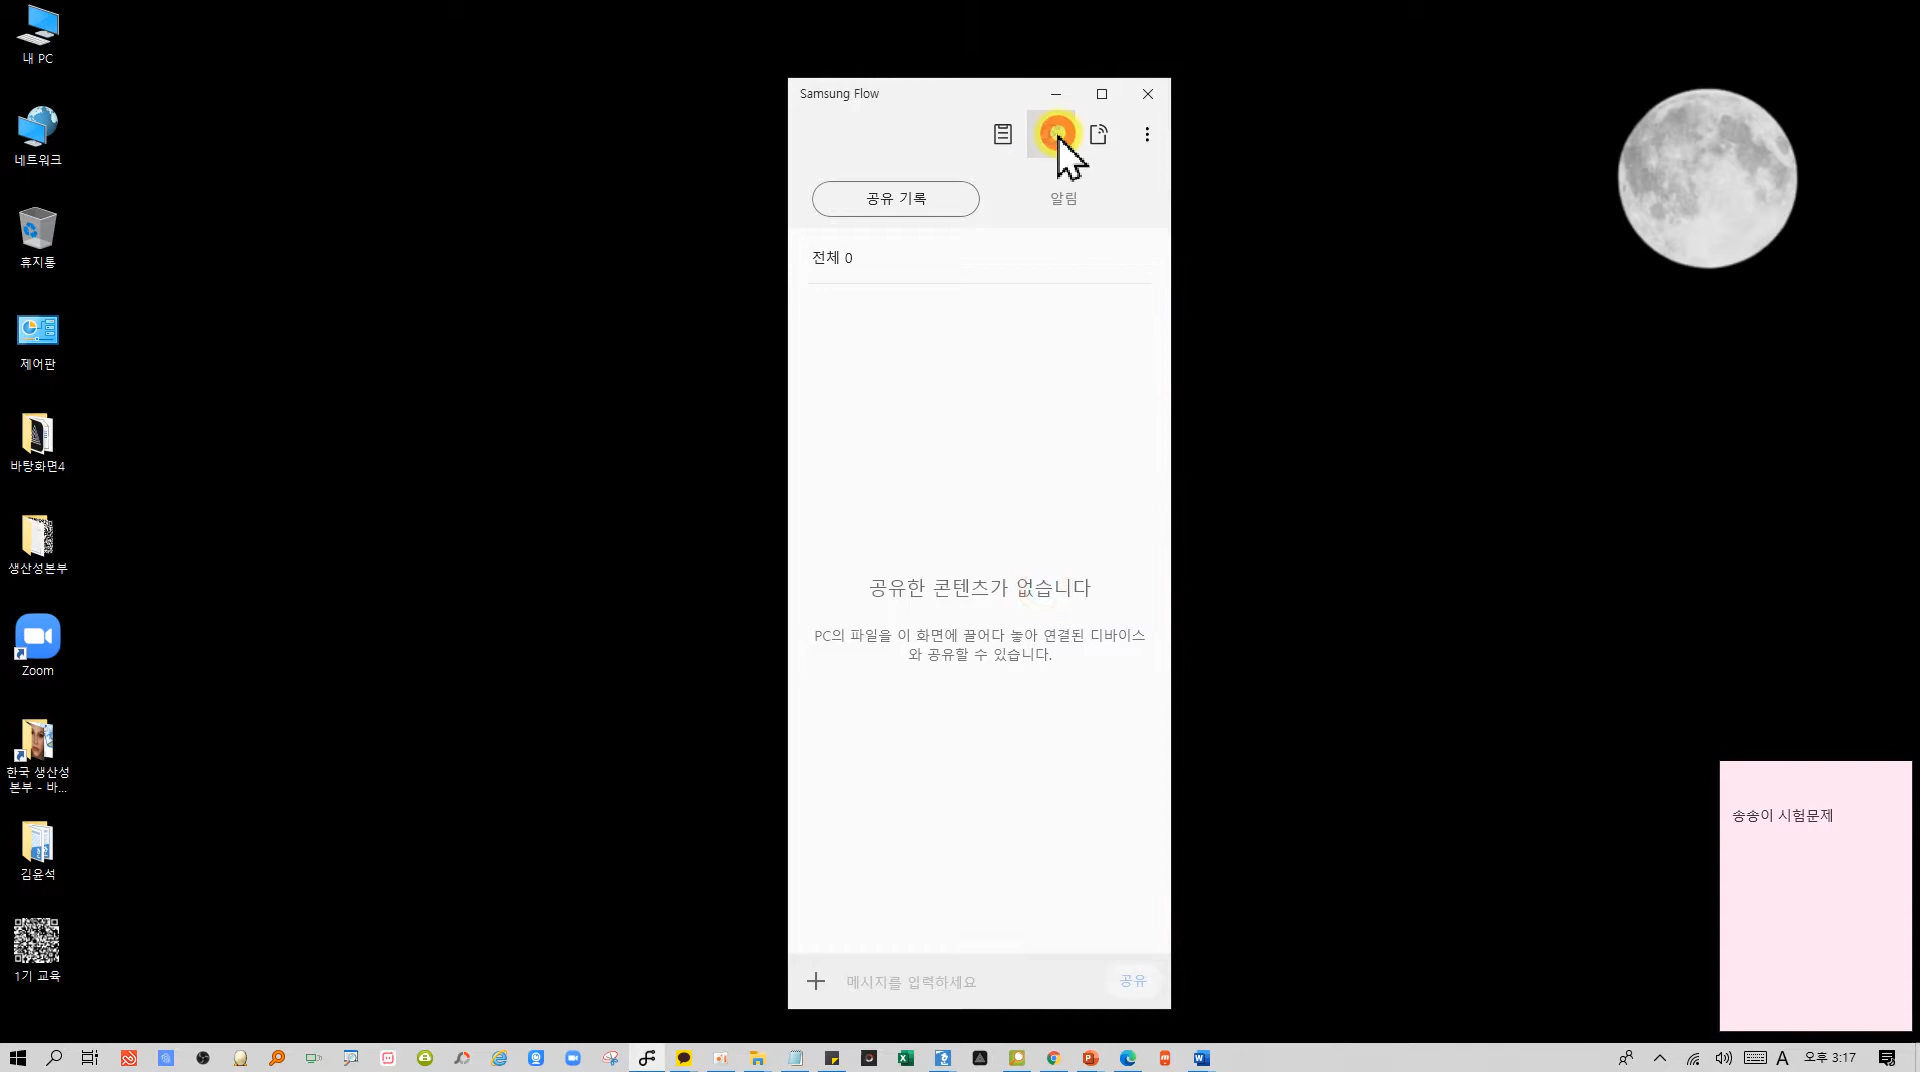 내 PC
네트워크
휴지통
제어판
바탕화면4
생산성본부
Zoom
한국 생산성
본부 - 바...
김윤석
1기 교육
Samsung Flow
공유 기록
알림
전체 0
공유한 콘텐츠가 없습니다
PC의 파일을 이 화면에 끌어다 놓아 연결된 디바이스
와 공유할 수 있습니다.
메시지를 입력하세요
공유
송송이 시험문제
A
오후 3:17